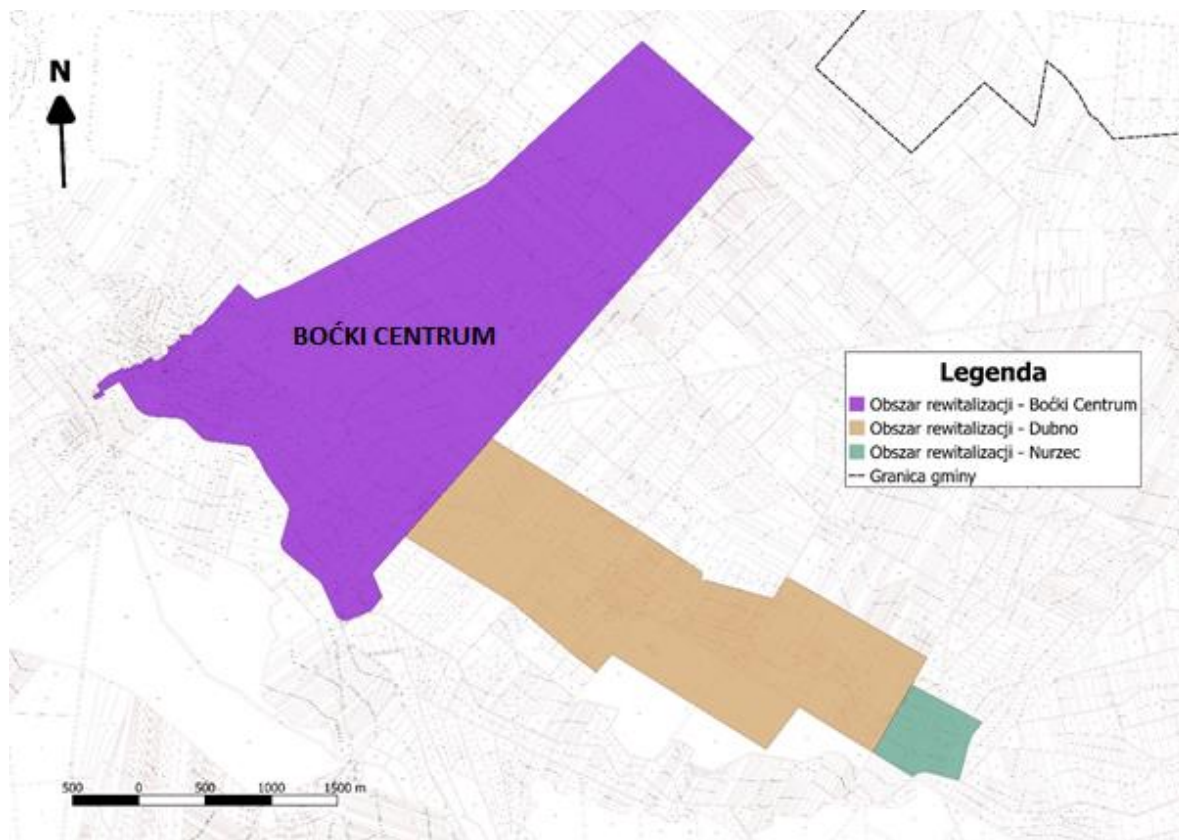 N
BOĆKI CENTRUM
Legenda
Obszar rewitalizacji - Boćki Centrum
Obszar rewitalizacji - Dubno
Obszar rewitalizacji - Nurzec
Granica gminy
500 0 500 1000 1500 m